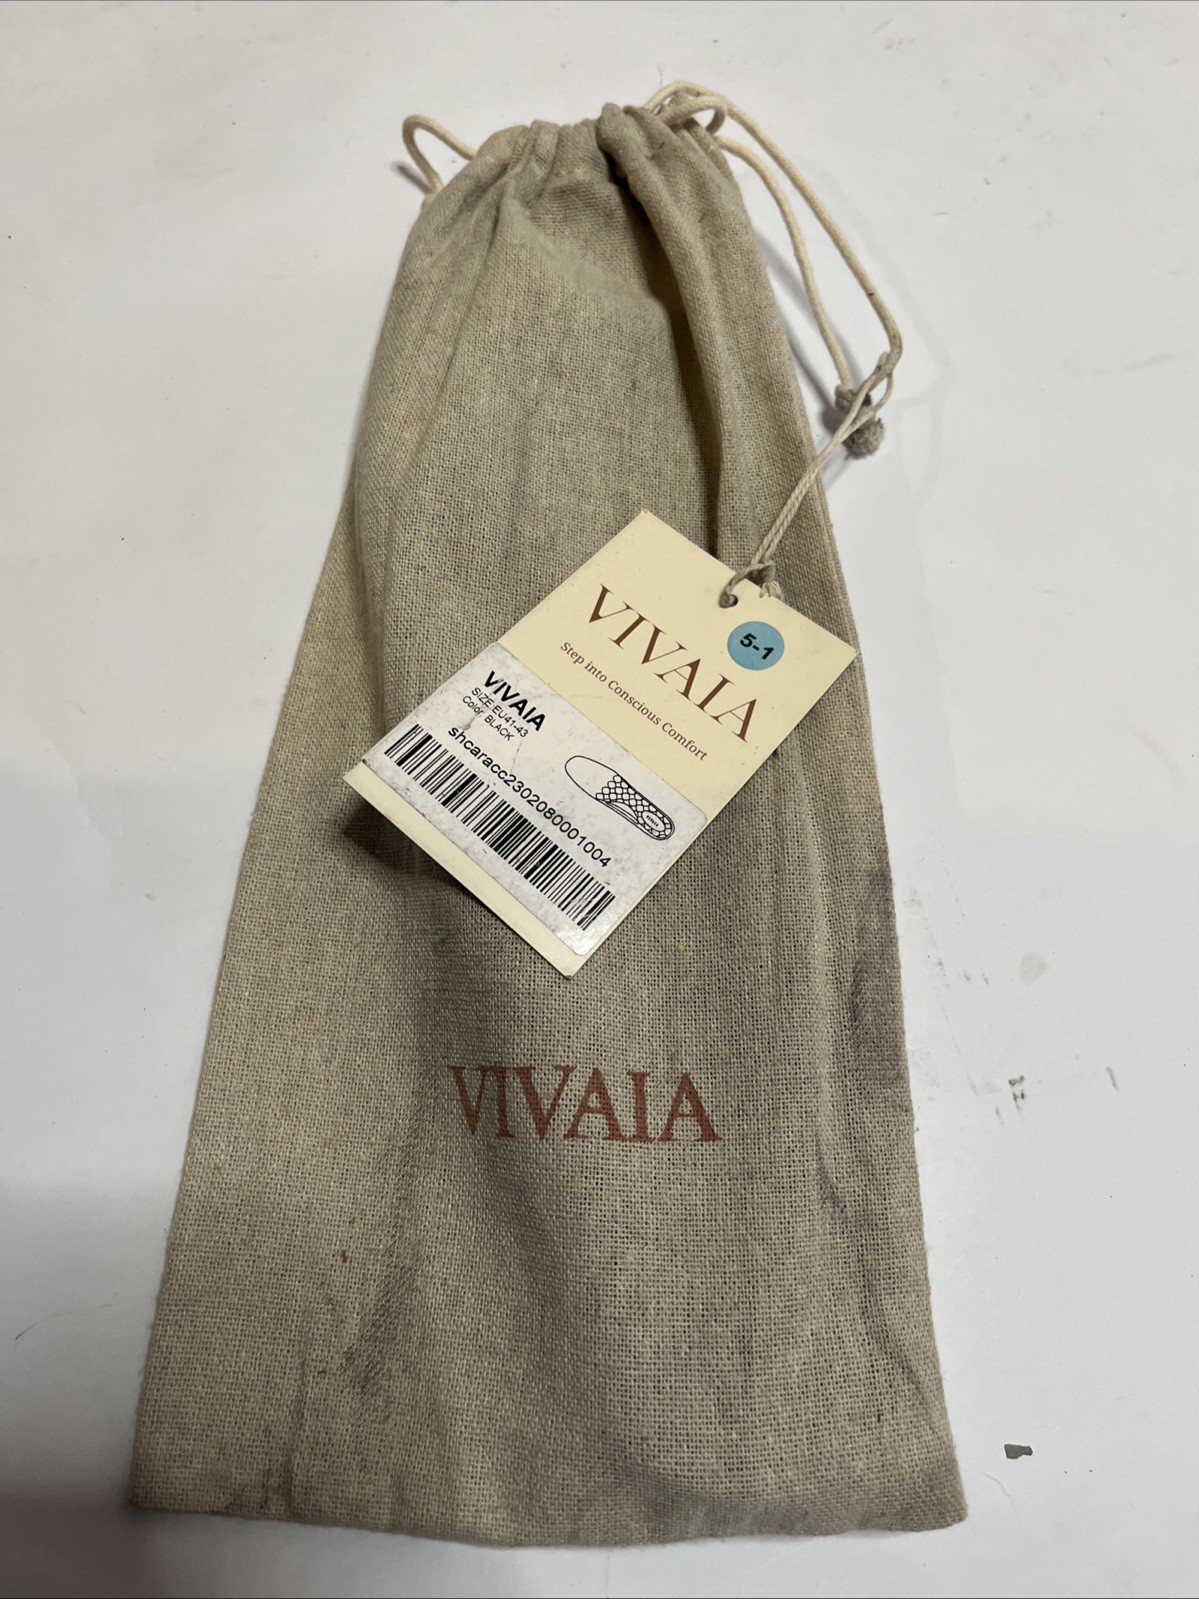 VIVAIA
5-1
Step into Conscious Comfort
VIVAIA
SIZE:EU41-43
Color: BLACK
shcaracc2302080001004
VIVAIA